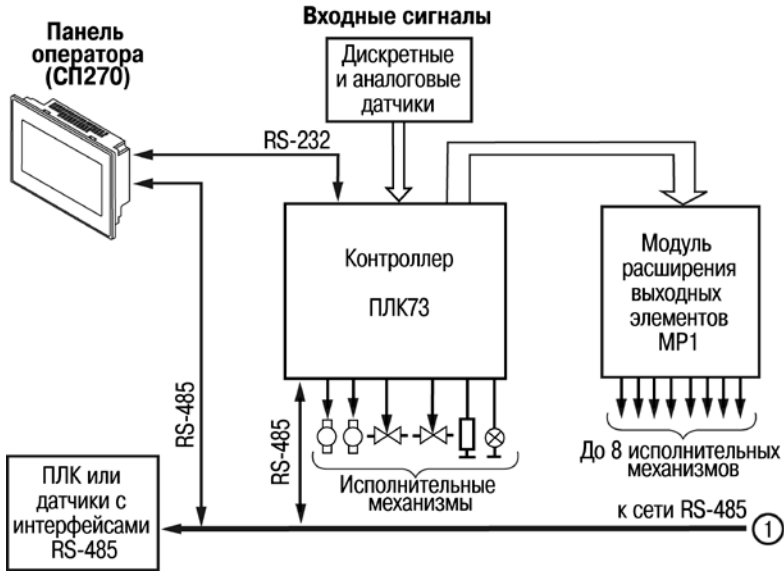 Входные сигналы
Панель
оператора
(СП270)
Дискретные
и аналоговые
датчики
RS-232
Контроллер
ПЛК73
Модуль
расширения
выходных
элементов
МР1
RS-485
RS-485
Исполнительные
механизмы
До 8 исполнительных
механизмов
ПЛК или
датчики с
интерфейсами
RS-485
к сети RS-485
1